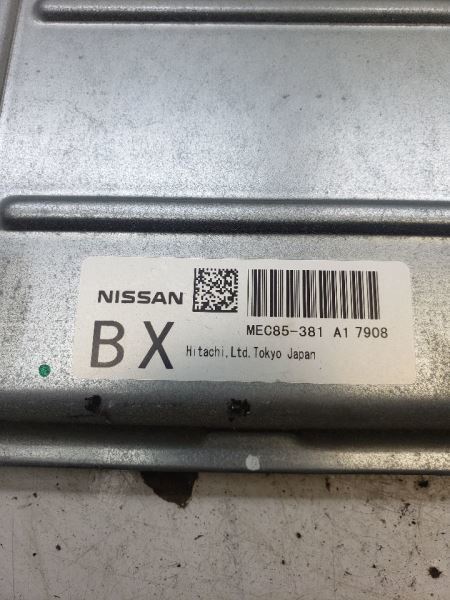 NISSAN
MEC85-381 A1 7908
BX
Hitachi,Ltd.Tokyo Japan